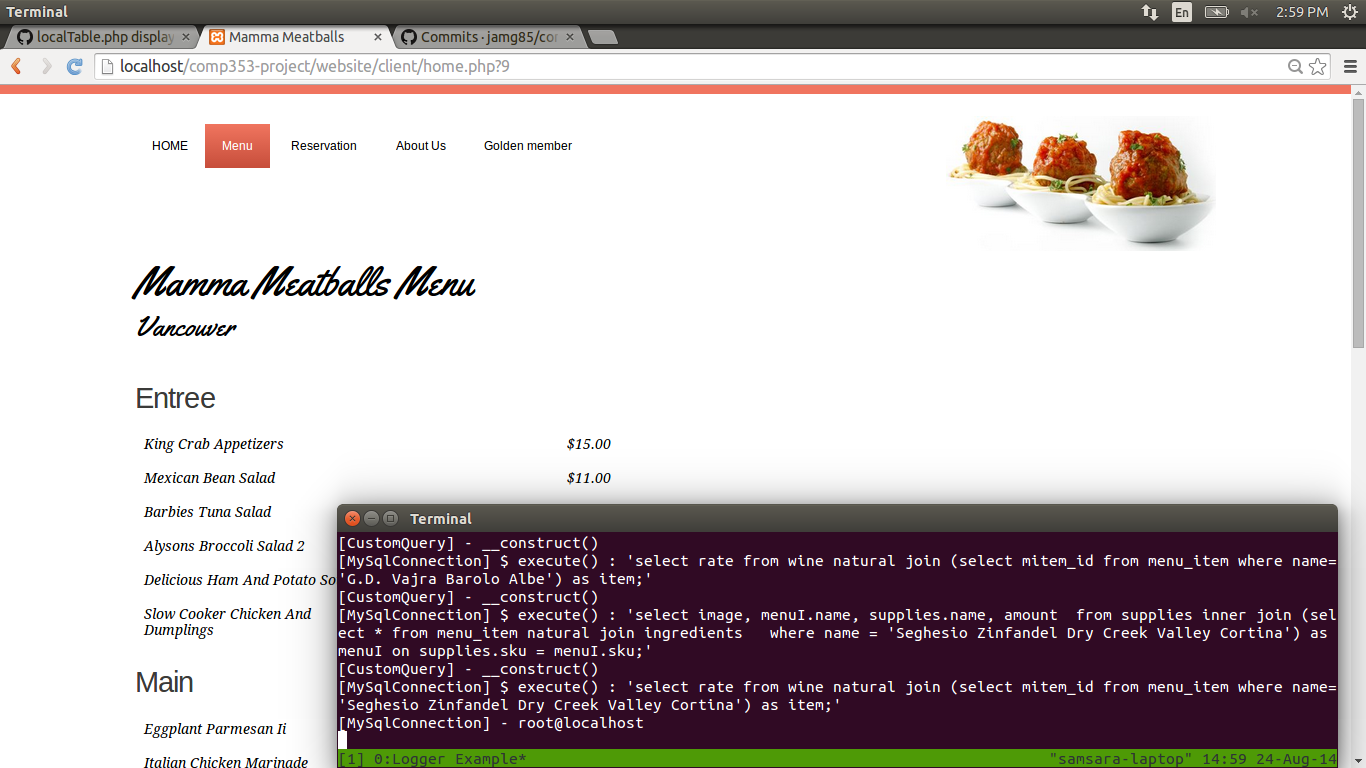 Terminal
En
2:59 PM
localTable.php display
Mamma Meatballs
Commits · jamg85/cor
localhost/comp353-project/website/client/home.php?9
HOME
Menu
Reservation
About Us
Golden member
Mamma Meatballs Menu
Vancouver
Entree
King Crab Appetizers $15.00
Mexican Bean Salad $11.00
Barbies Tuna Salad
Alysons Broccoli Salad 2
Delicious Ham And Potato So
Slow Cooker Chicken And
Dumplings
Main
Eggplant Parmesan Ii
Italian Chicken Marinade
Terminal
[CustomQuery] - __construct()
[MySqlConnection] $ execute() : 'select rate from wine natural join (select mitem_id from menu_item where name=
'G.D. Vajra Barolo Albe') as item;'
[CustomQuery] - __construct()
[MySqlConnection] $ execute() : 'select image, menuI.name, supplies.name, amount  from supplies inner join (sel
ect * from menu_item natural join ingredients   where name = 'Seghesio Zinfandel Dry Creek Valley Cortina') as
menuI on supplies.sku = menuI.sku;'
[CustomQuery] - __construct()
[MySqlConnection] $ execute() : 'select rate from wine natural join (select mitem_id from menu_item where name=
'Seghesio Zinfandel Dry Creek Valley Cortina') as item;'
[MySqlConnection] - root@localhost
[1] 0:Logger Example* "samsara-laptop" 14:59 24-Aug-14